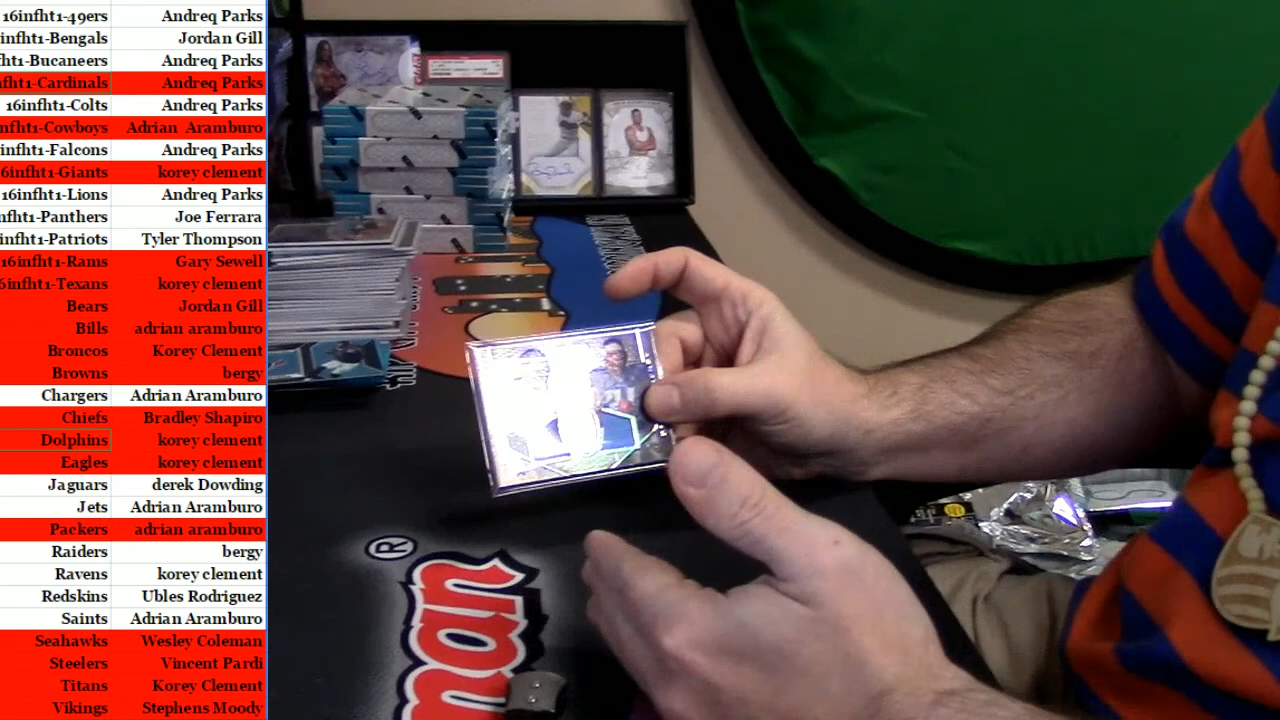 16infht1-49ers Andreq Parks
infht1-Bengals Jordan Gill
ht1-Bucaneers Andreq Parks
nfht1-Cardinals Andreq Parks
16infht1-Colts Andreq Parks
nfht1-Cowboys Adrian Aramburo
infht1-Falcons Andreq Parks
6infht1-Giants korey clement
16infht1-Lions Andreq Parks
nfht1-Panthers Joe Ferrara
infht1-Patriots Tyler Thompson
16infht1-Rams Gary Sewell
6infht1-Texans korey clement
Bears Jordan Gill
Bills adrian aramburo
Broncos Korey Clement
Browns bergy
Chargers Adrian Aramburo
Chiefs Bradley Shapiro
Dolphins korey clement
Eagles korey clement
Jaguars derek Dowding
Jets Adrian Aramburo
Packers adrian aramburo
Raiders bergy
Ravens korey clement
Redskins Ubles Rodriguez
Saints Adrian Aramburo
Seahawks Wesley Coleman
Steelers Vincent Pardi
Titans Korey Clement
Vikings Stephens Moody
man
®